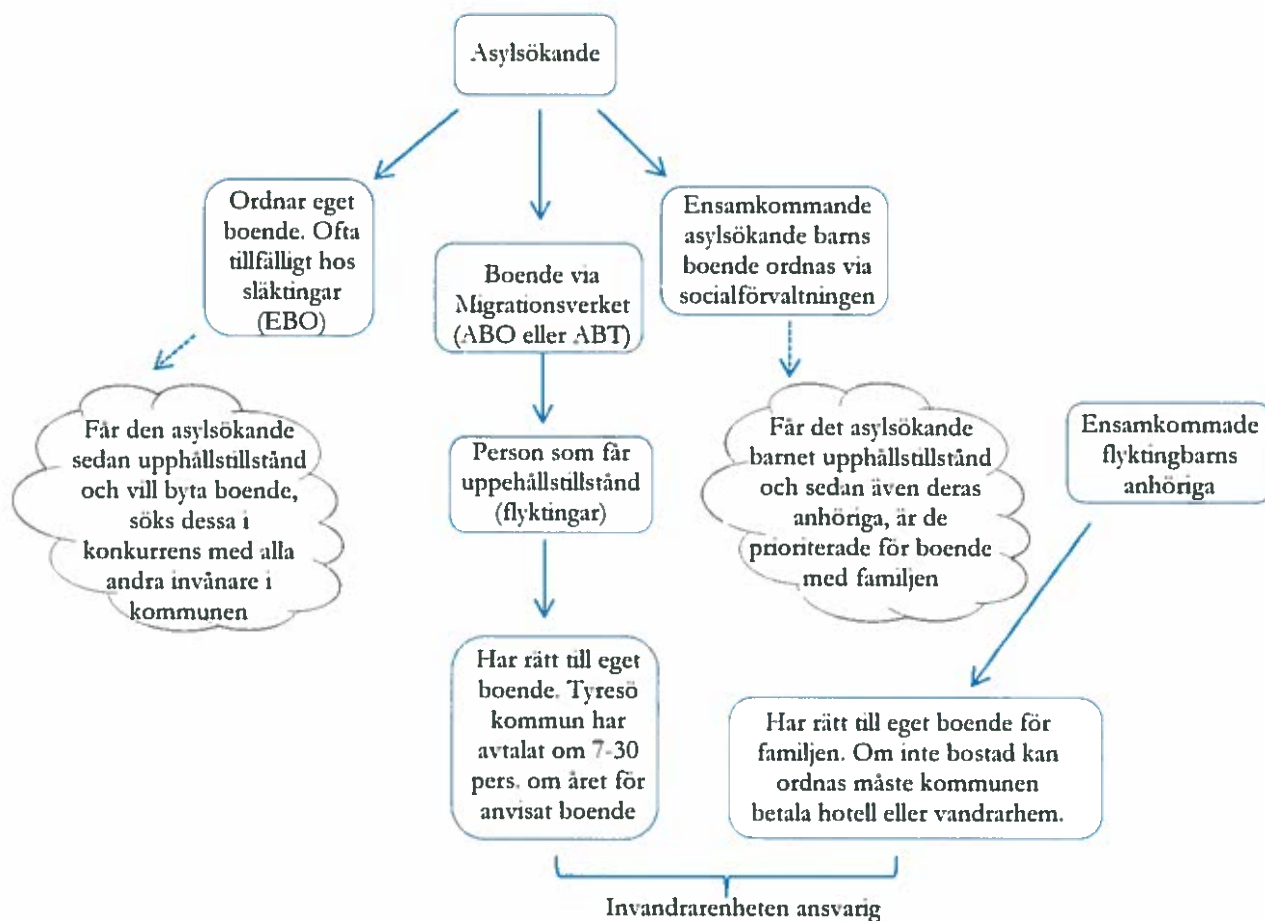 Asylsökande
Ordnar eget
boende. Ofta
tillfälligt hos
släktingar
(EBO)
Boende via
Migrationsverket
(ABO eller ABT)
Ensamkommande
asylsökande barns
boende ordnas via
socialförvaltningen
Får den asylsökande
sedan upphållstillstånd
och vill byta boende,
söks dessa i
konkurrens med alla
andra invånare i
kommunen
Person som får
uppehållstillstånd
(flyktingar)
Får det asylsökande
barnet upphållstillstånd
och sedan även deras
anhöriga, är de
prioriterade för boende
med familjen
Ensamkommade
flyktingbarns
anhöriga
Har rätt till eget
boende. Tyresö
kommun har
avtalat om 7-30
pers. om året för
anvisat boende
Har rätt till eget boende för
familjen. Om inte bostad kan
ordnas måste kommunen
betala hotell eller vandrarhem.
Invandrarenheten ansvarig